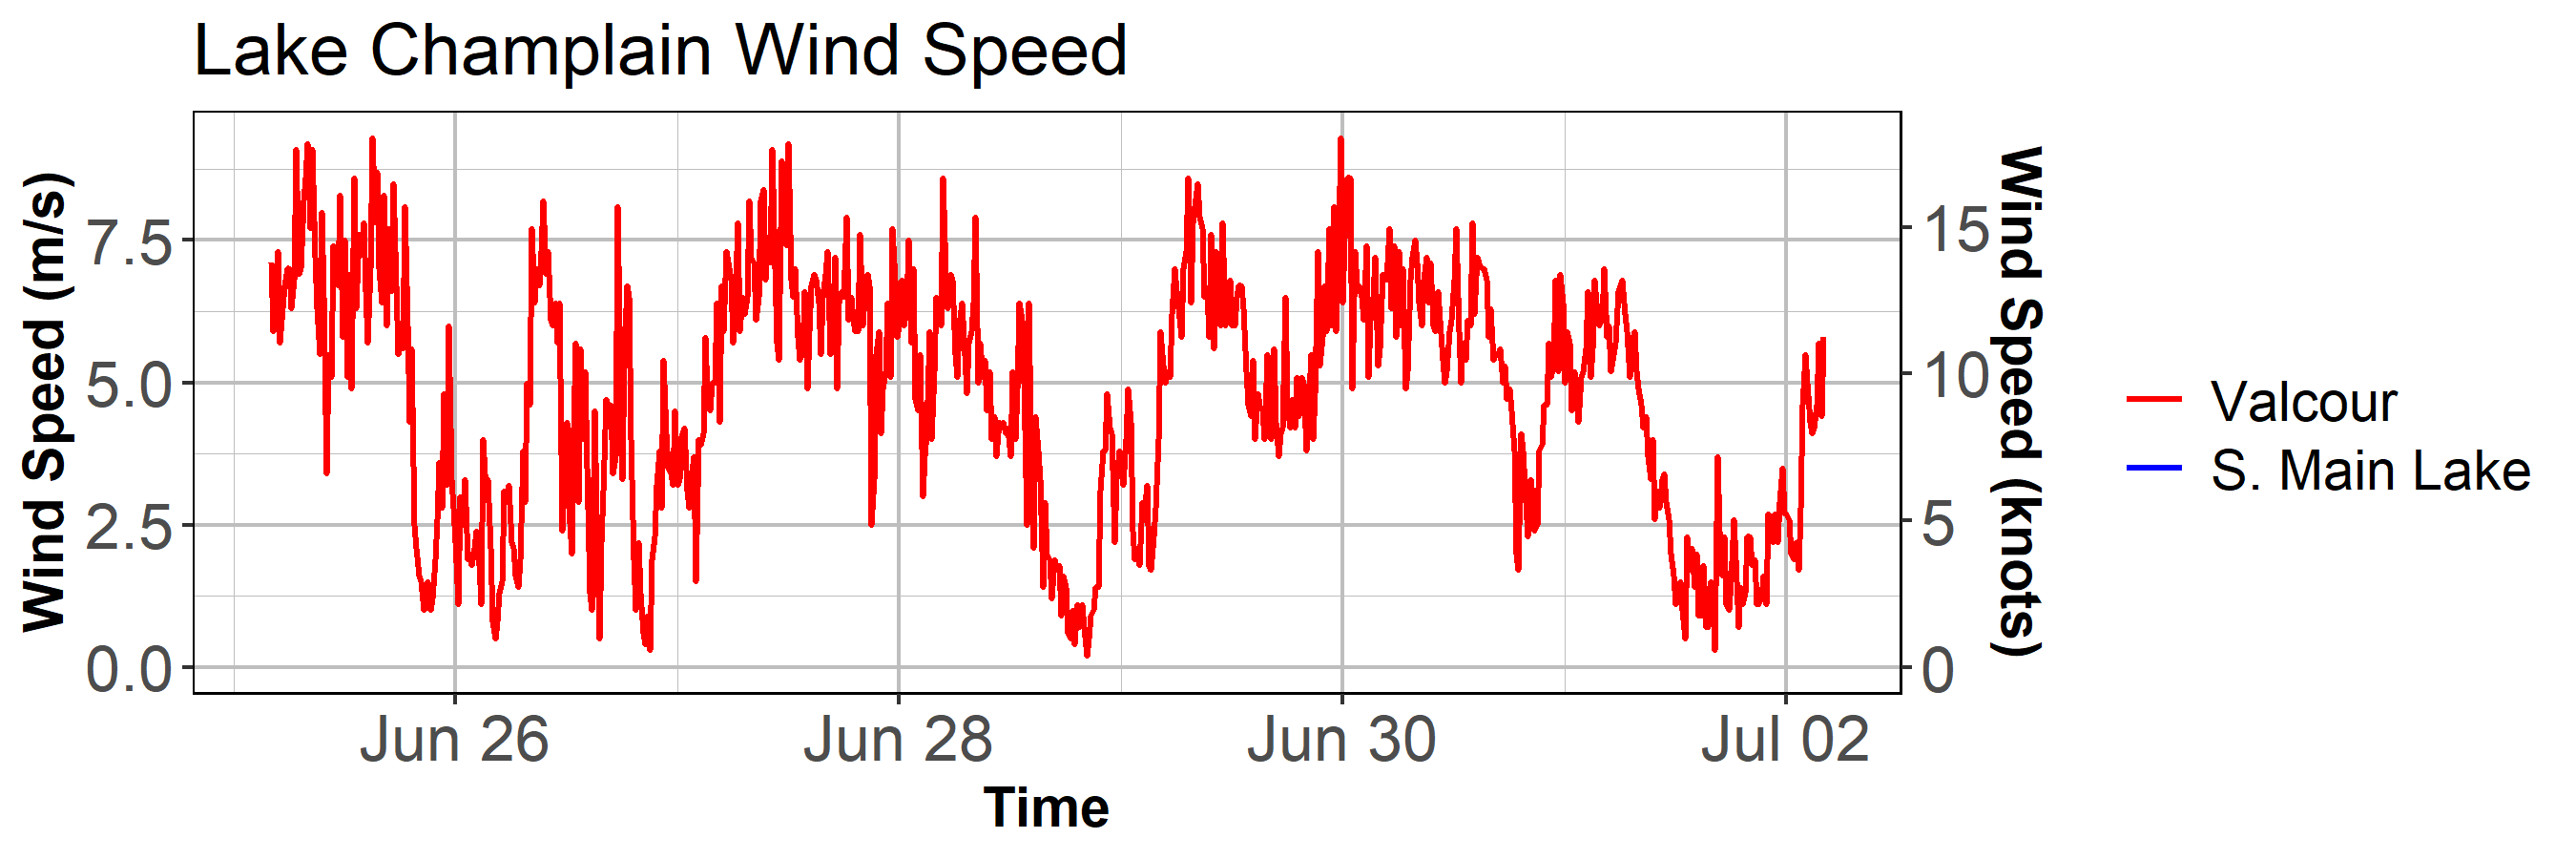 Lake Champlain Wind Speed
Wind Speed (m/s)
7.5
5.0
2.5
0.0
15
10
5
0
Wind Speed (knots)
Jun 26
Jun 28
Jun 30
Jul 02
Time
Valcour
S. Main Lake